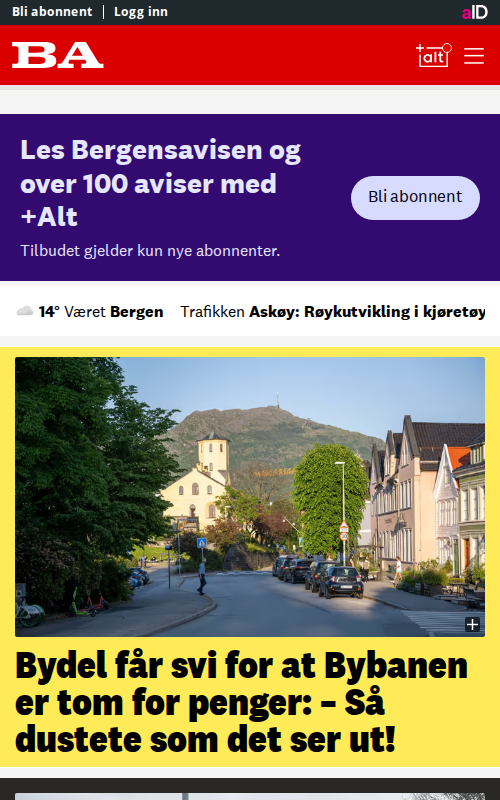 Bli abonnent
Logg inn
aID
BA
+alt
Les Bergensavisen og
over 100 aviser med
+Alt
Tilbudet gjelder kun nye abonnenter.
Bli abonnent
14° Været Bergen
Trafikken Askøy: Røykutvikling i kjøretøy
Bydel får svi for at Bybanen
er tom for penger: – Så
dustete som det ser ut!